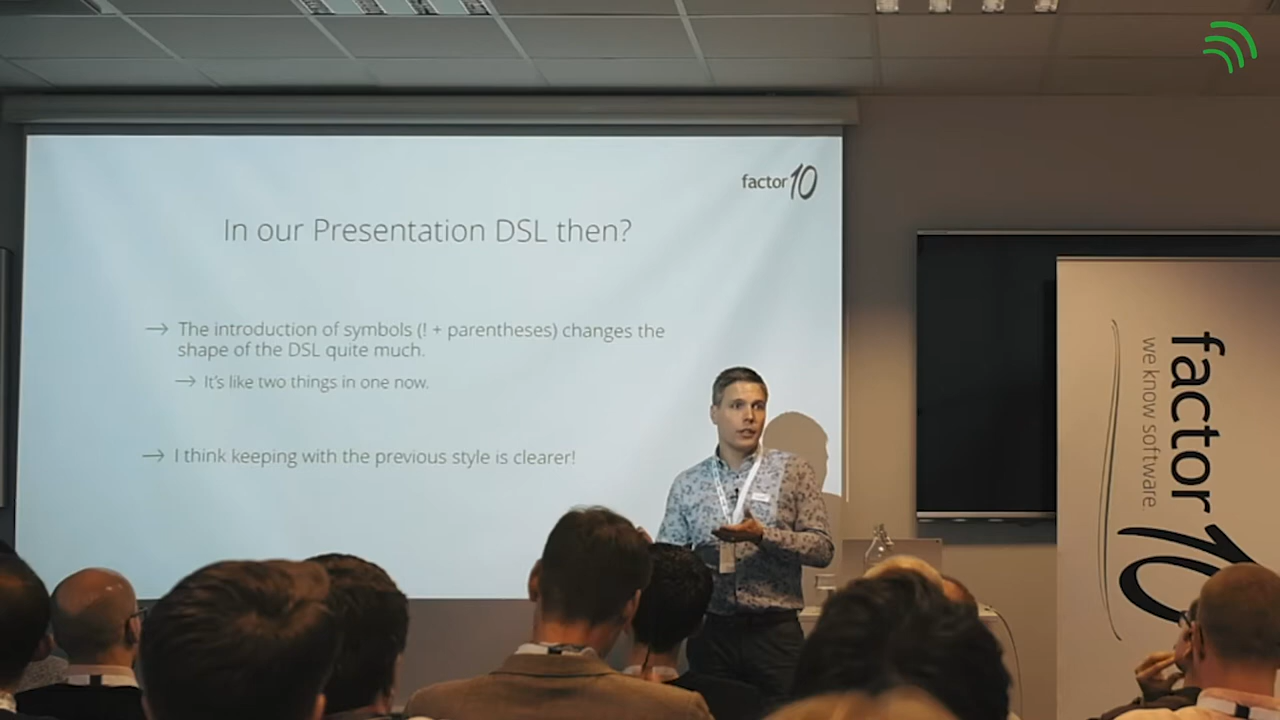 factor10
In our Presentation DSL then?
→ The introduction of symbols (! + parentheses) changes the
shape of the DSL quite much.
→ It's like two things in one now.
→ I think keeping with the previous style is clearer!
factor10
we know software.